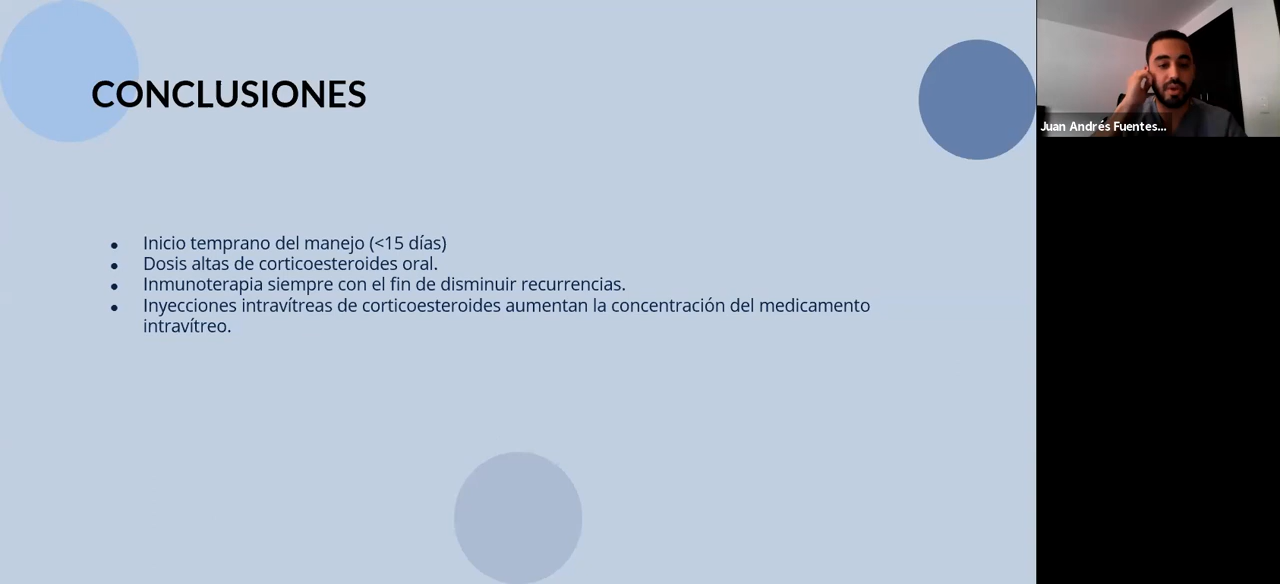 CONCLUSIONES
● Inicio temprano del manejo (<15 días)
● Dosis altas de corticoesteroides oral.
● Inmunoterapia siempre con el fin de disminuir recurrencias.
● Inyecciones intravítreas de corticoesteroides aumentan la concentración del medicamento
intravítreo.
Juan Andrés Fuentes...